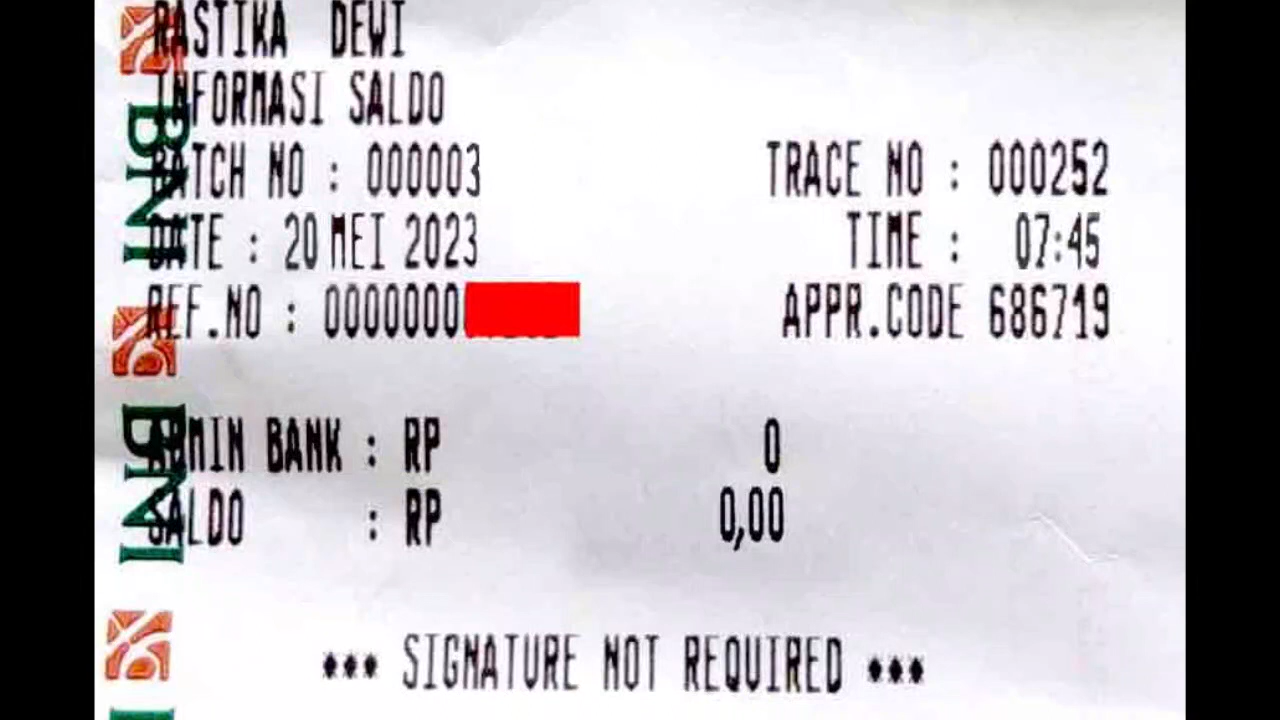 RASTIKA DEWI
INFORMASI SALDO
BATCH NO : 000003 TRACE NO : 000252
DATE : 20 MEI 2023 TIME : 07:45
REF.NO : 0000000 APPR.CODE 686719
ADMIN BANK : RP 0
SALDO : RP 0,00
*** SIGNATURE NOT REQUIRED ***
BNI
BNI